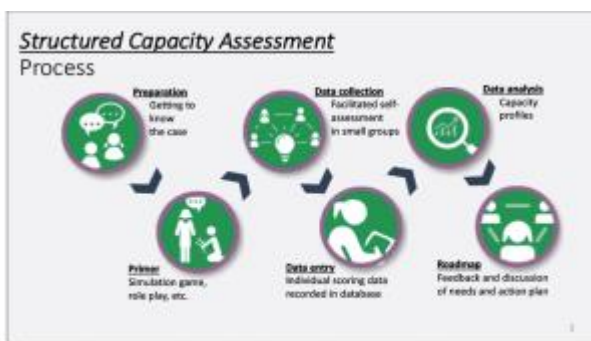 Structured Capacity Assessment
Process
Preparation
Getting to
know
the case
Primer
Simulation game,
role play, etc.
Data collection
Facilitated self-
assessment
in small groups
Data entry
Individual scoring data
recorded in database
Data analysis
Capacity
profiles
Roadmap
Feedback and discussion
of needs and action plan